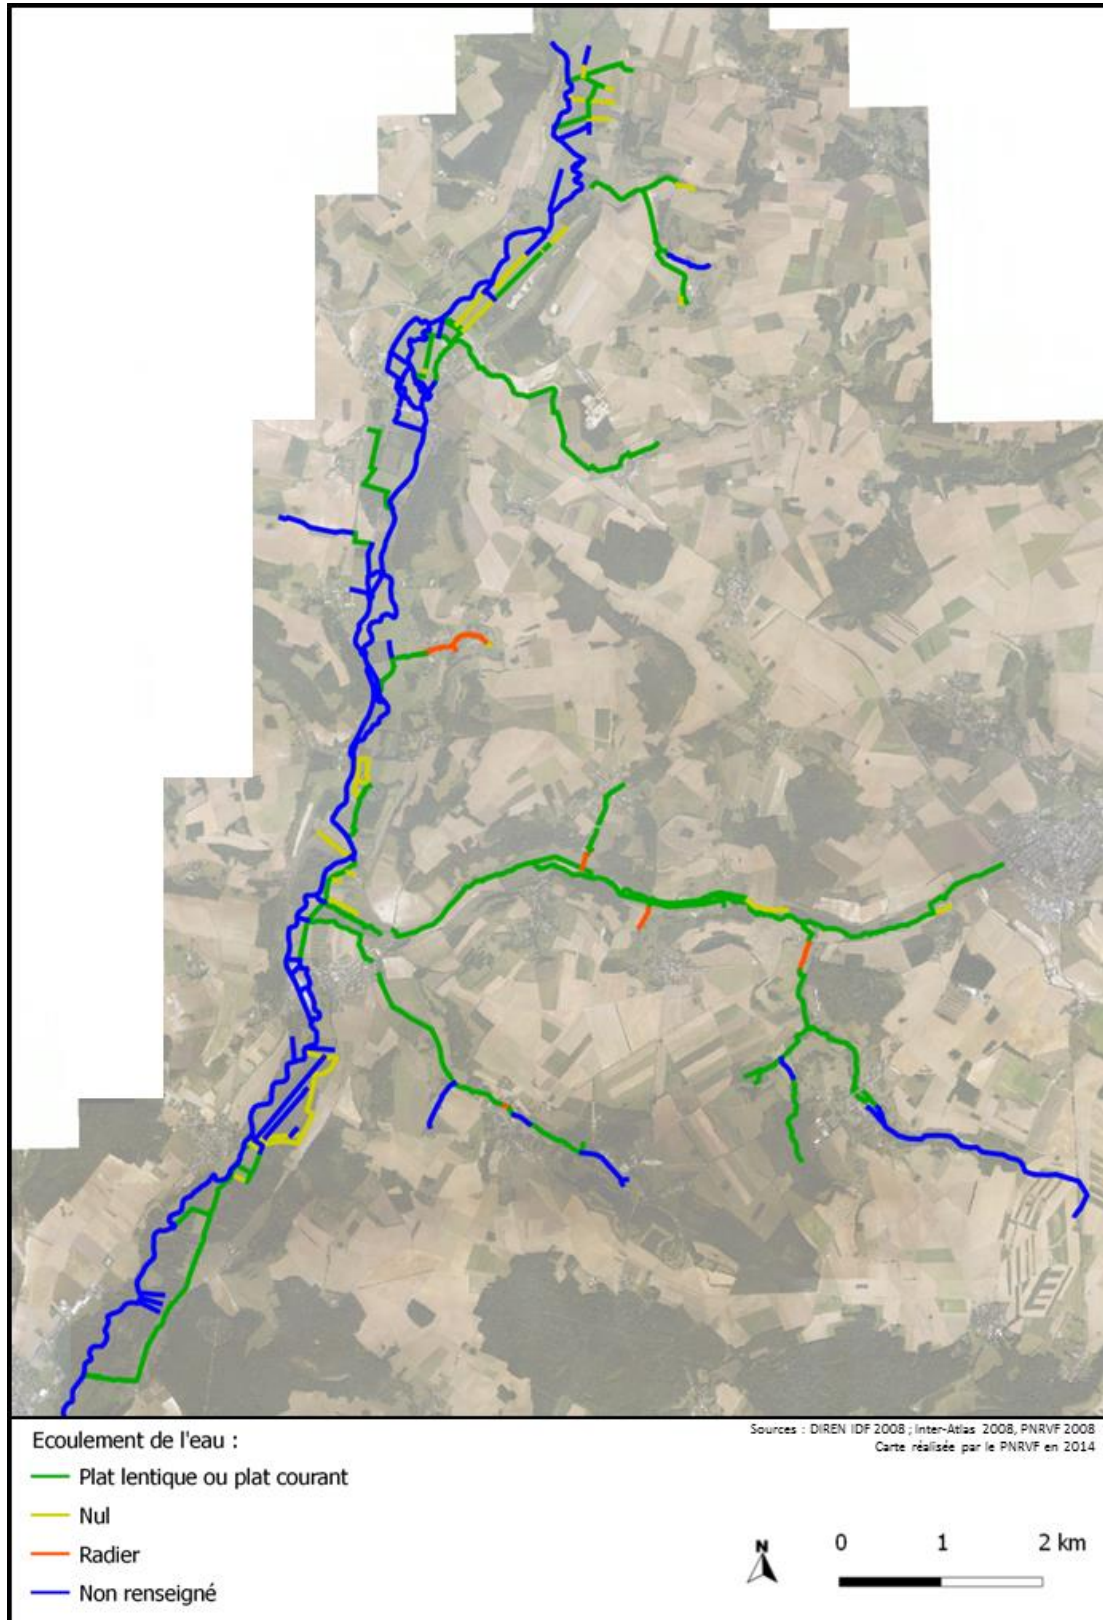 Sources : DIREN IDF 2008 ; Inter-Atlas 2008, PNRVF 2008
Carte réalisée par le PNRVF en 2014
Ecoulement de l'eau :
Plat lentique ou plat courant
Nul
Radier
Non renseigné
N
0 1 2 km